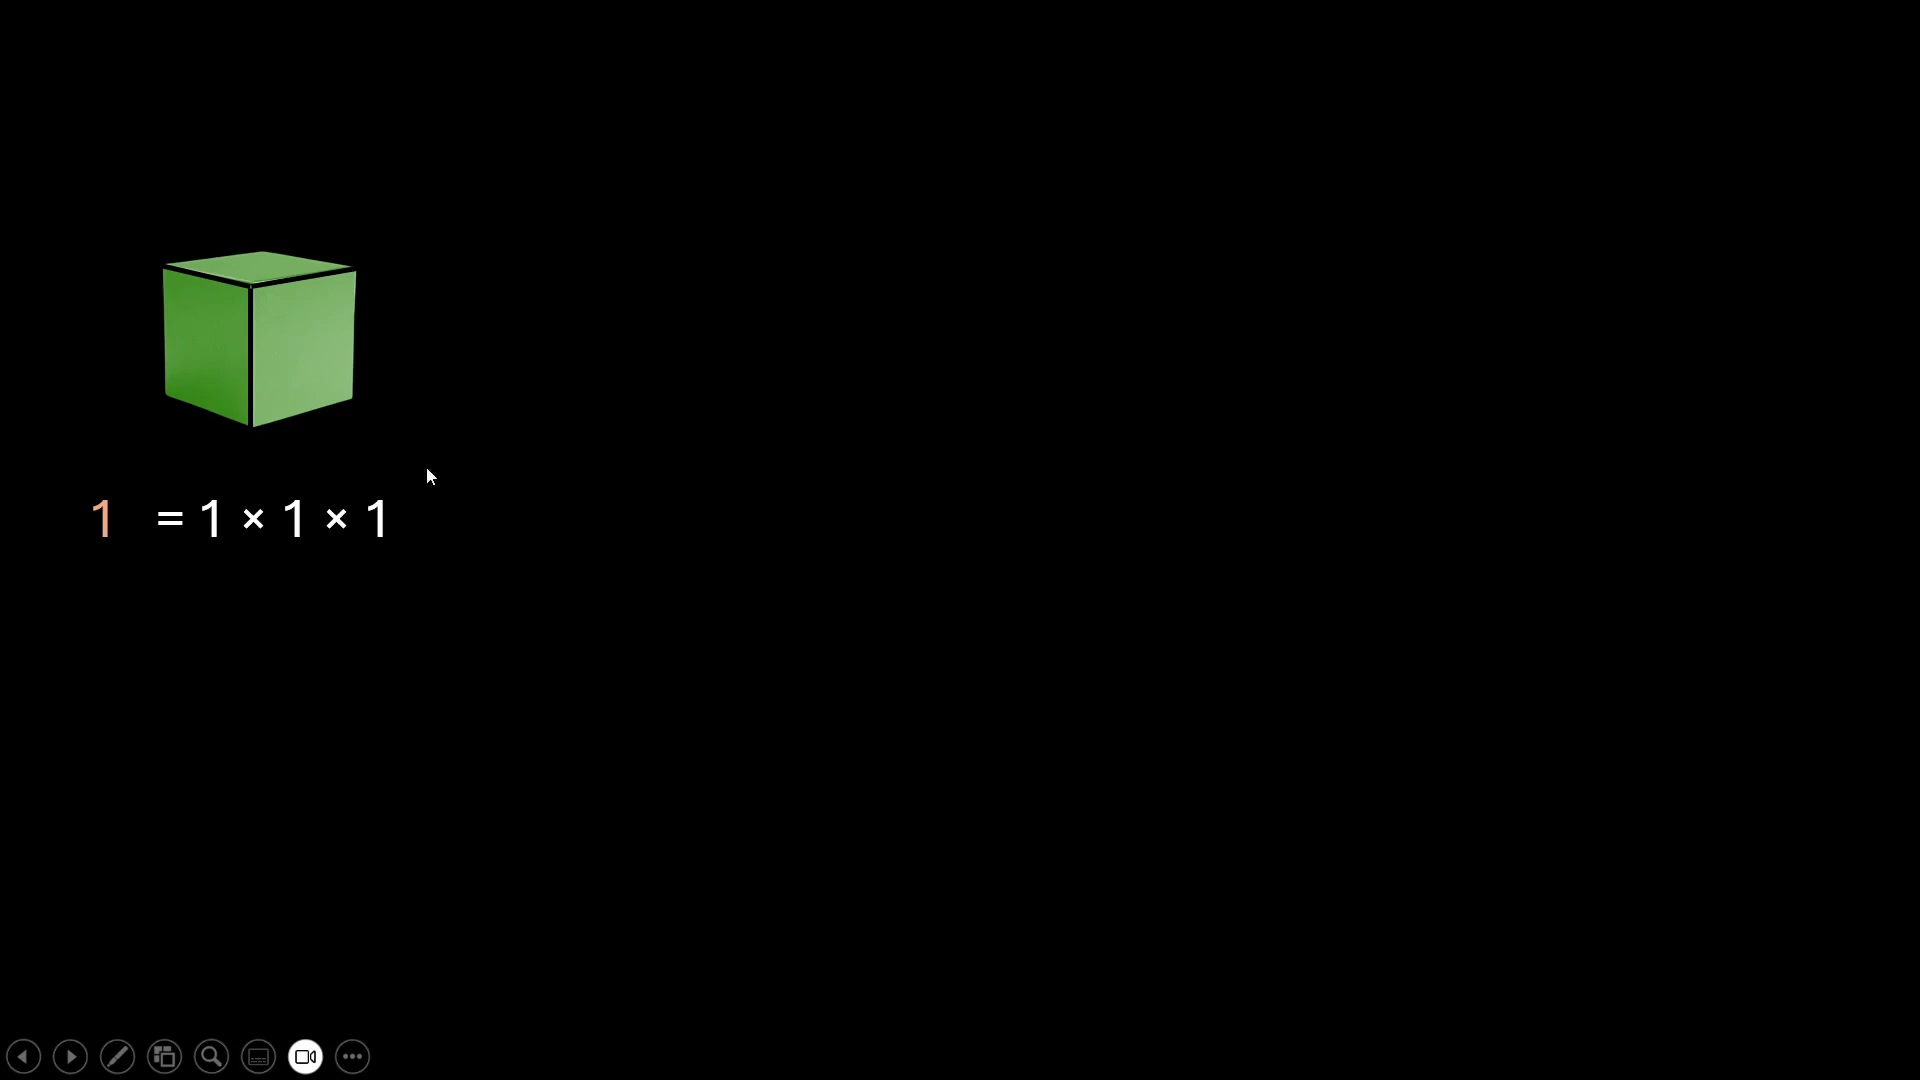 1 = 1 × 1 × 1